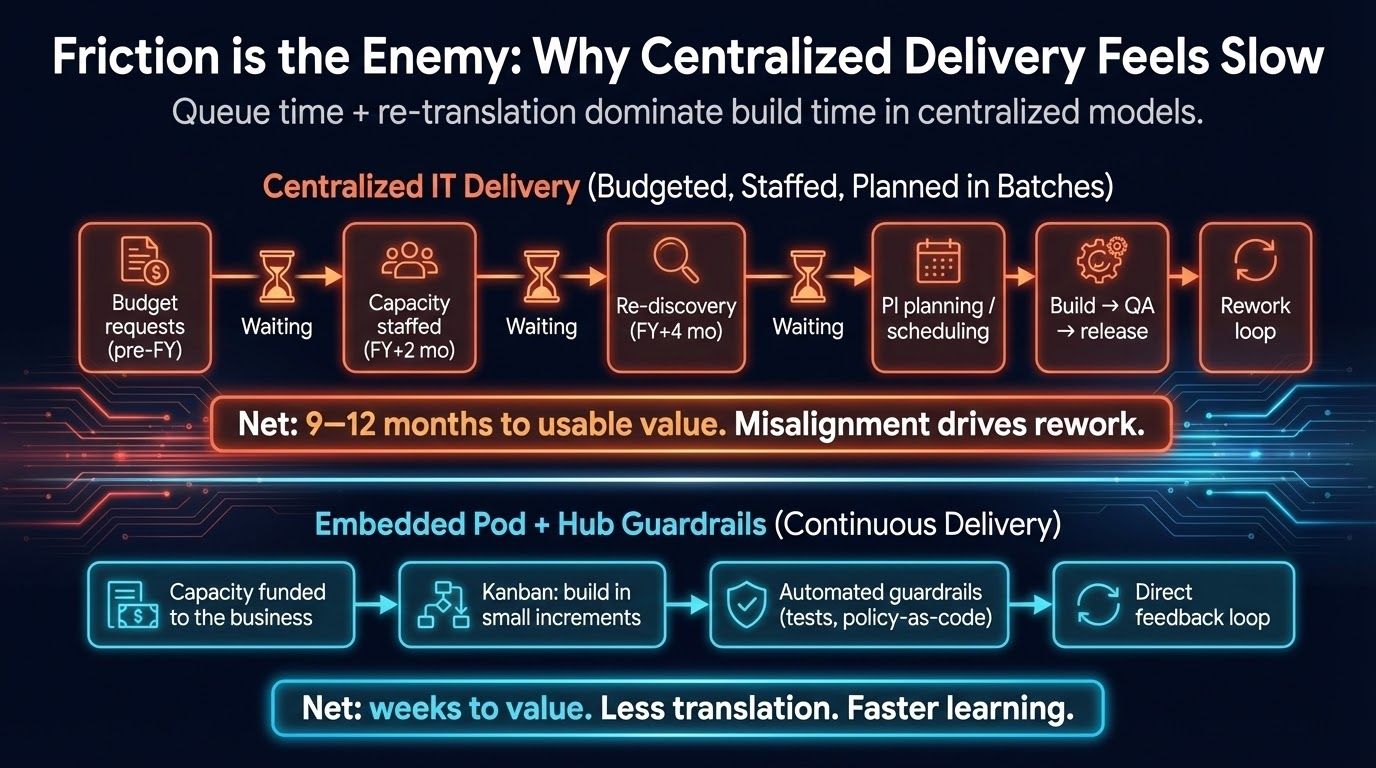 Friction is the Enemy: Why Centralized Delivery Feels Slow
Queue time + re-translation dominate build time in centralized models.
Centralized IT Delivery (Budgeted, Staffed, Planned in Batches)
$
Budget
requests
(pre-FY)
Waiting
Capacity
staffed
(FY+2 mo)
Waiting
Re-discovery
(FY+4 mo)
Waiting
PI planning /
scheduling
Build → QA
→ release
Rework
loop
Net: 9–12 months to usable value. Misalignment drives rework.
Embedded Pod + Hub Guardrails (Continuous Delivery)
$
Capacity funded
to the business
Kanban: build in
small increments
Automated guardrails
(tests, policy-as-code)
Direct
feedback loop
Net: weeks to value. Less translation. Faster learning.